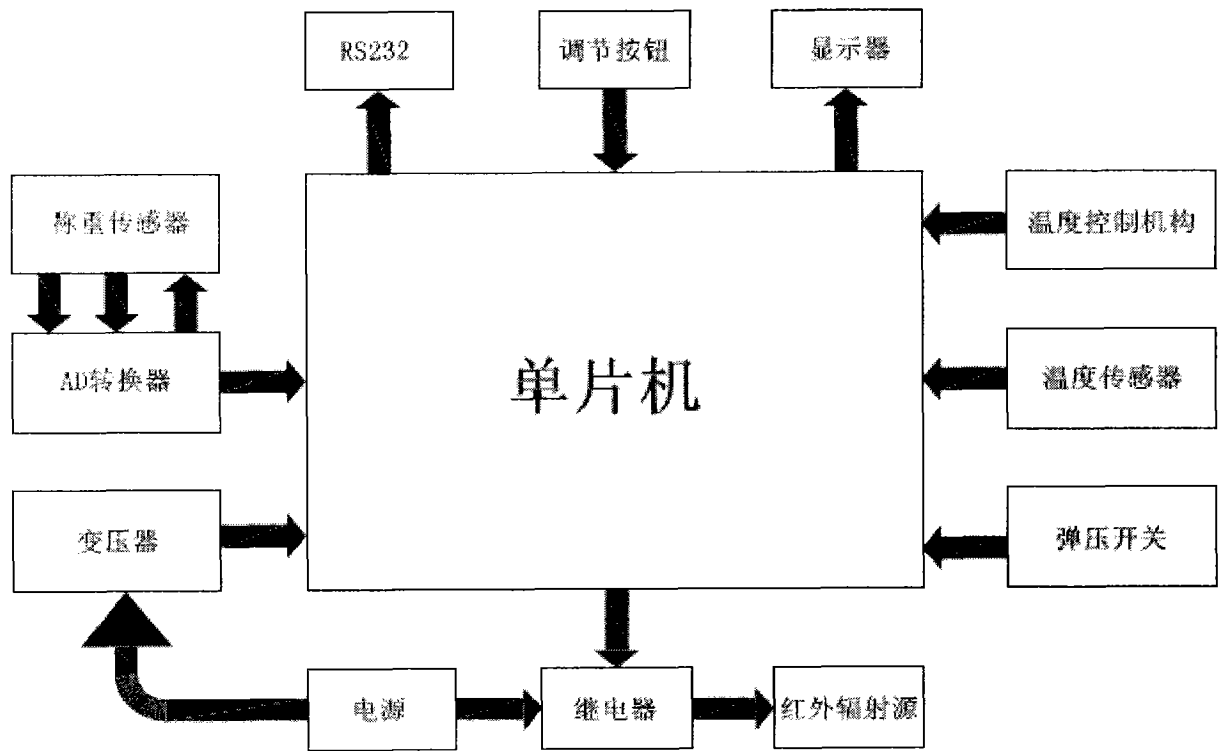 RS232
调节按钮
显示器
称重传感器
温度控制机构
AD转换器
单片机
温度传感器
变压器
弹压开关
电源
继电器
红外辐射源